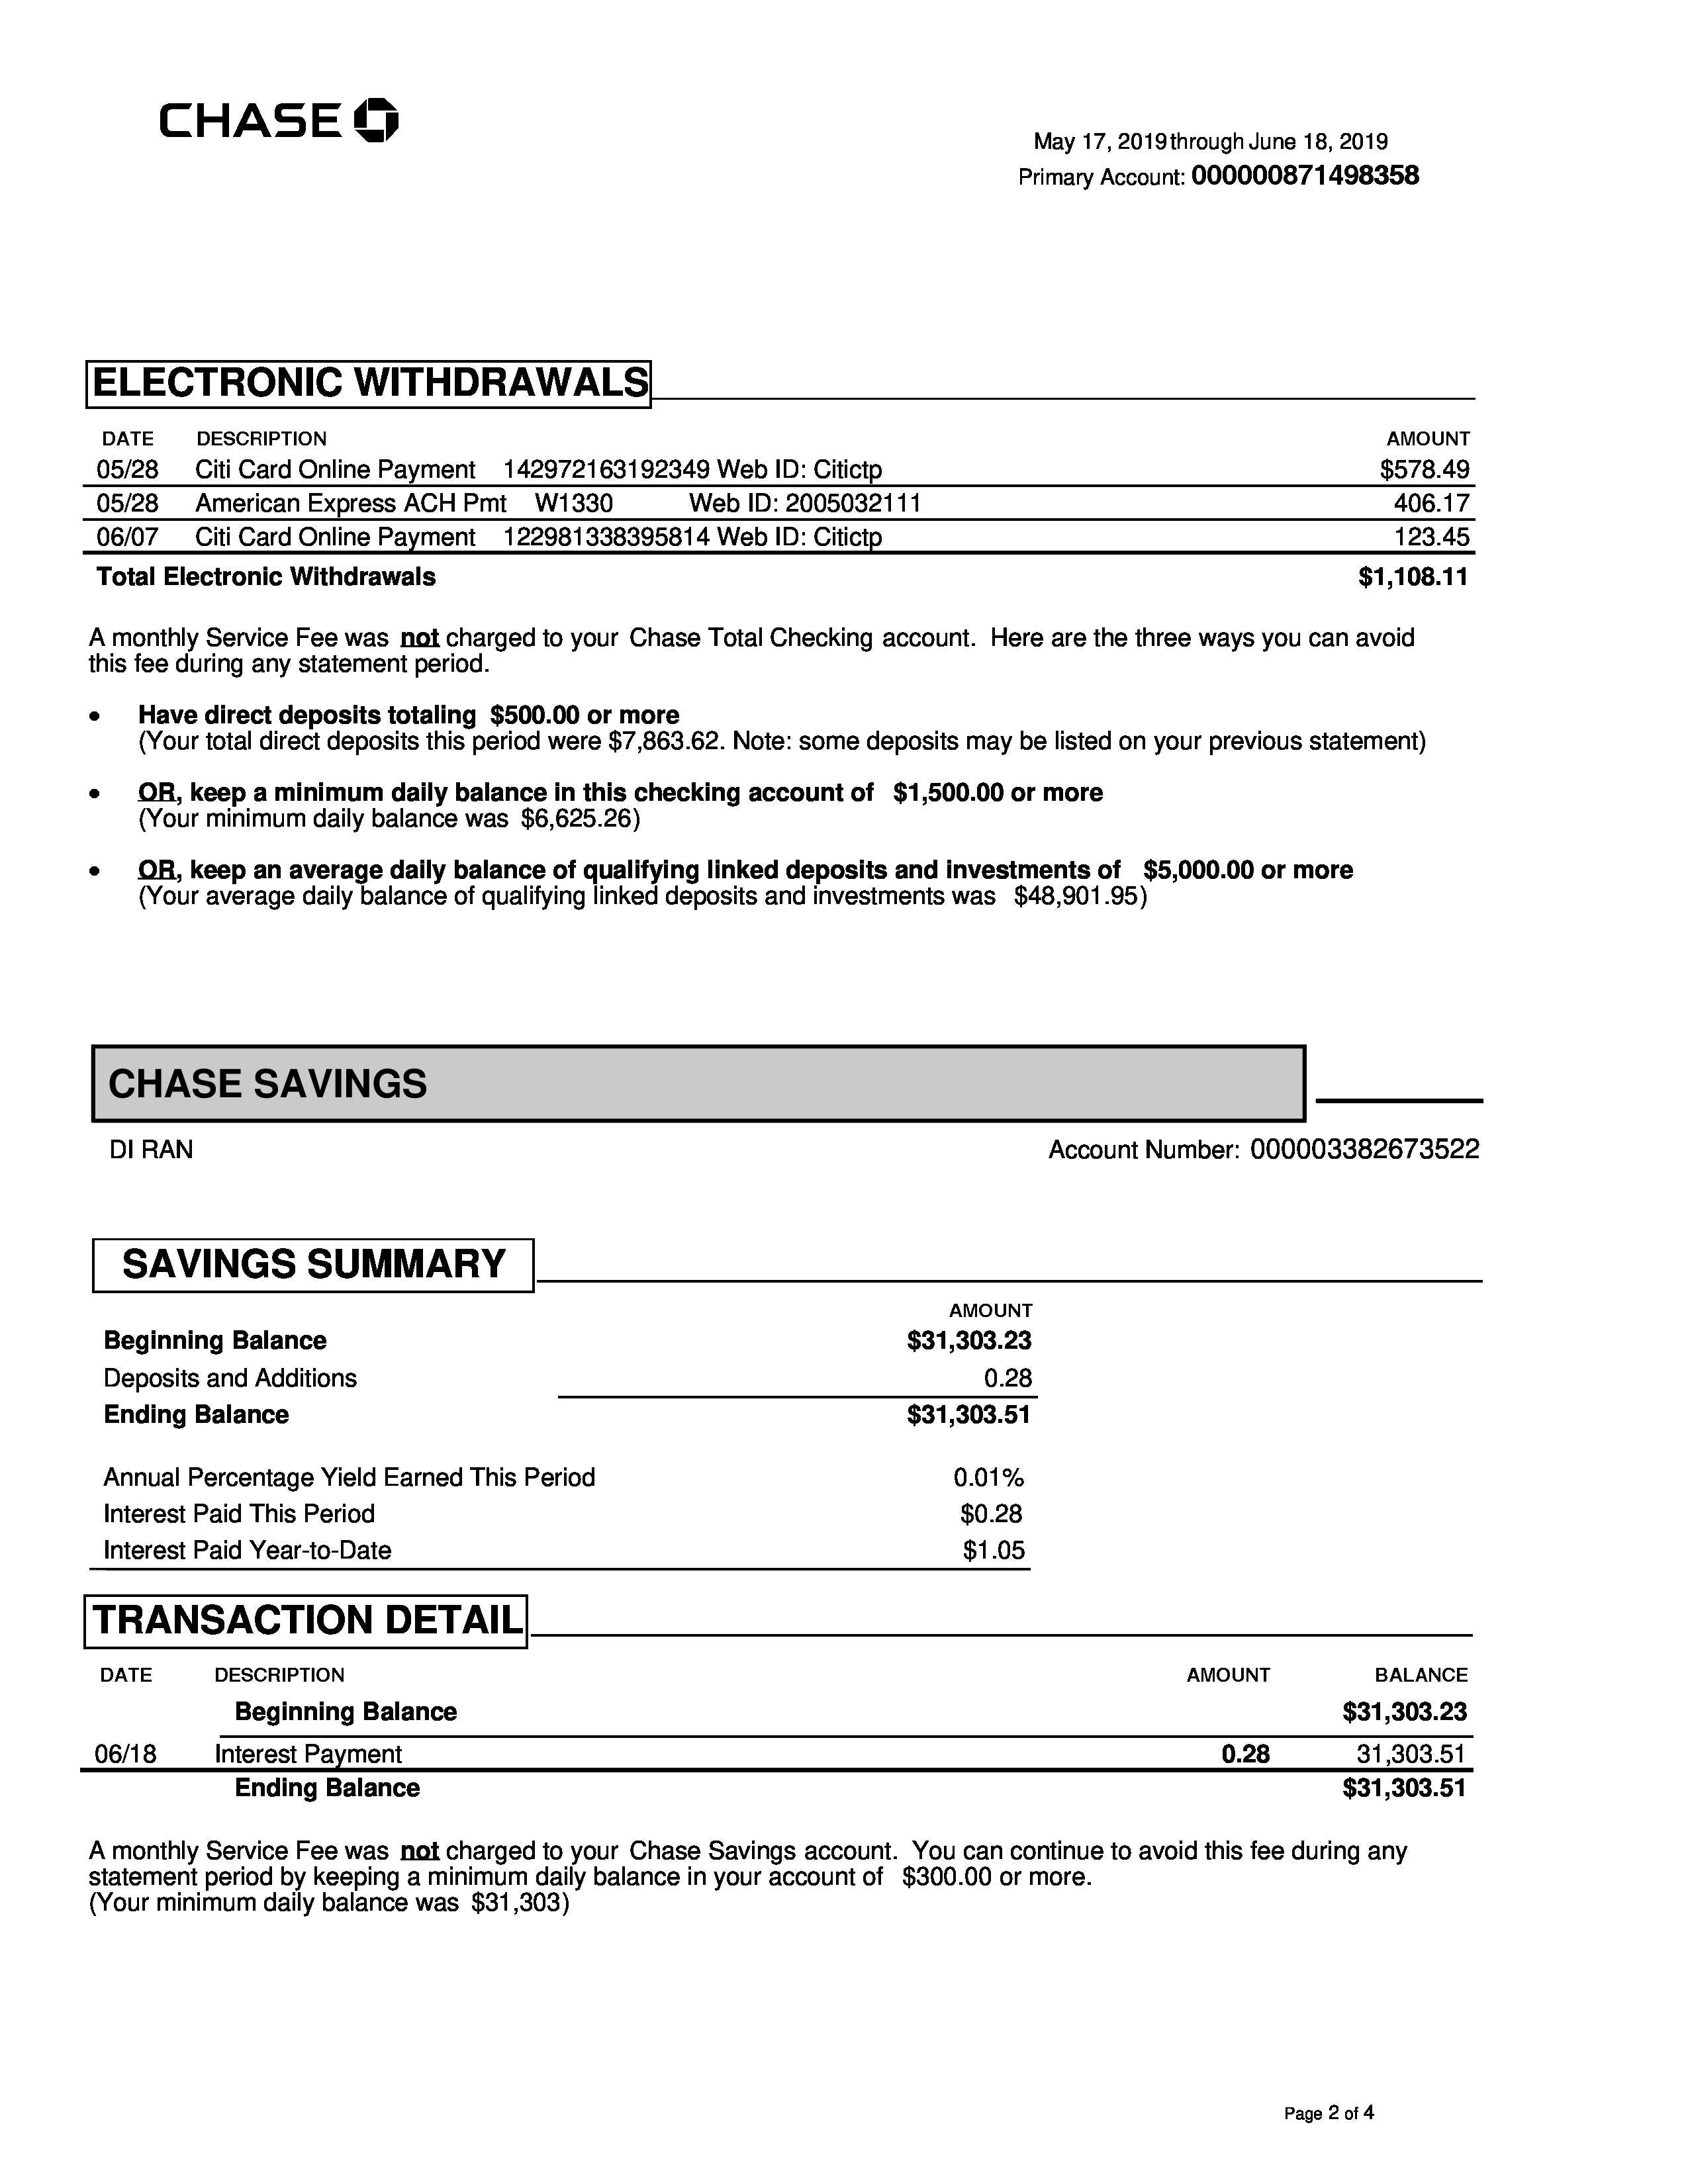 CHASE
May 17, 2019 through June 18, 2019
Primary Account: 000000871498358
ELECTRONIC WITHDRAWALS
DATE DESCRIPTION AMOUNT
05/28 Citi Card Online Payment 142972163192349 Web ID: Citictp $578.49
05/28 American Express ACH Pmt W1330 Web ID: 2005032111 406.17
06/07 Citi Card Online Payment 122981338395814 Web ID: Citictp 123.45
Total Electronic Withdrawals $1,108.11
A monthly Service Fee was not charged to your Chase Total Checking account. Here are the three ways you can avoid
this fee during any statement period.
• Have direct deposits totaling $500.00 or more
(Your total direct deposits this period were $7,863.62. Note: some deposits may be listed on your previous statement)
• OR, keep a minimum daily balance in this checking account of $1,500.00 or more
(Your minimum daily balance was $6,625.26)
• OR, keep an average daily balance of qualifying linked deposits and investments of $5,000.00 or more
(Your average daily balance of qualifying linked deposits and investments was $48,901.95)
CHASE SAVINGS
DI RAN Account Number: 000003382673522
SAVINGS SUMMARY
AMOUNT
Beginning Balance $31,303.23
Deposits and Additions 0.28
Ending Balance $31,303.51
Annual Percentage Yield Earned This Period 0.01%
Interest Paid This Period $0.28
Interest Paid Year-to-Date $1.05
TRANSACTION DETAIL
DATE DESCRIPTION AMOUNT BALANCE
Beginning Balance $31,303.23
06/18 Interest Payment 0.28 31,303.51
Ending Balance $31,303.51
A monthly Service Fee was not charged to your Chase Savings account. You can continue to avoid this fee during any
statement period by keeping a minimum daily balance in your account of $300.00 or more.
(Your minimum daily balance was $31,303)
Page 2 of 4